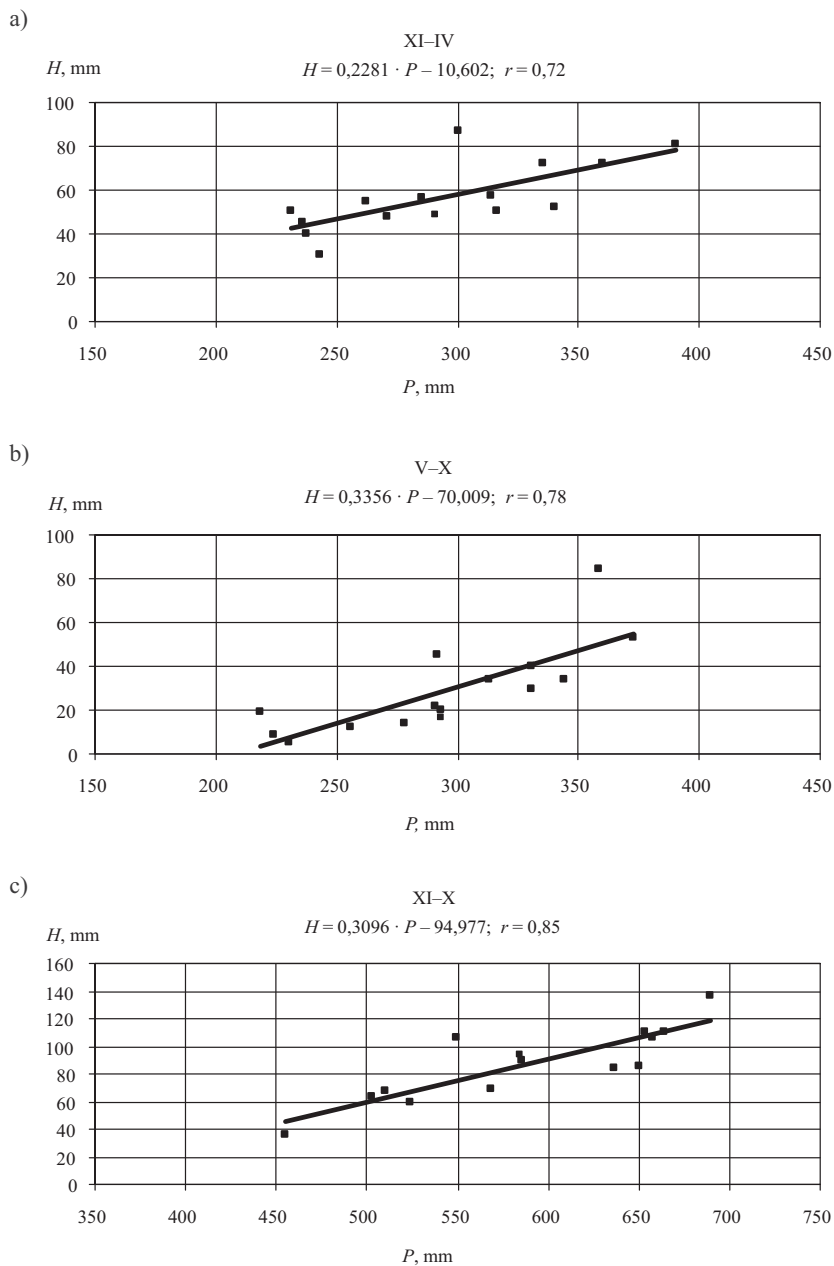 a)
XI–IV
H = 0,2281 · P – 10,602; r = 0,72
H, mm
100
80
60
40
20
0
150 200 250 300 350 400 450
P, mm
b)
V–X
H = 0,3356 · P – 70,009; r = 0,78
H, mm
100
80
60
40
20
0
150 200 250 300 350 400 450
P, mm
c)
XI–X
H = 0,3096 · P – 94,977; r = 0,85
H, mm
160
140
120
100
80
60
40
20
0
350 400 450 500 550 600 650 700 750
P, mm